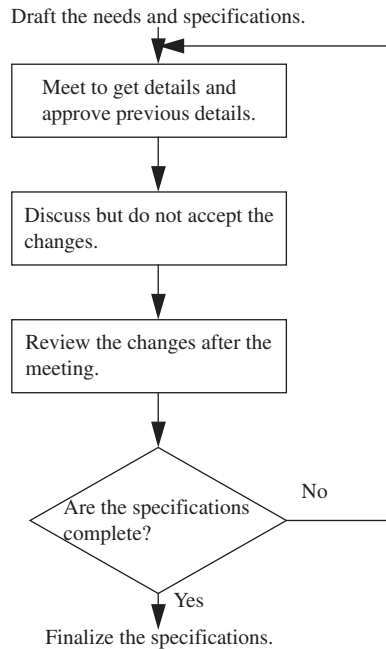 Draft the needs and specifications.
Meet to get details and
approve previous details.
Discuss but do not accept the
changes.
Review the changes after the
meeting.
Are the specifications
complete?
No
Yes
Finalize the specifications.